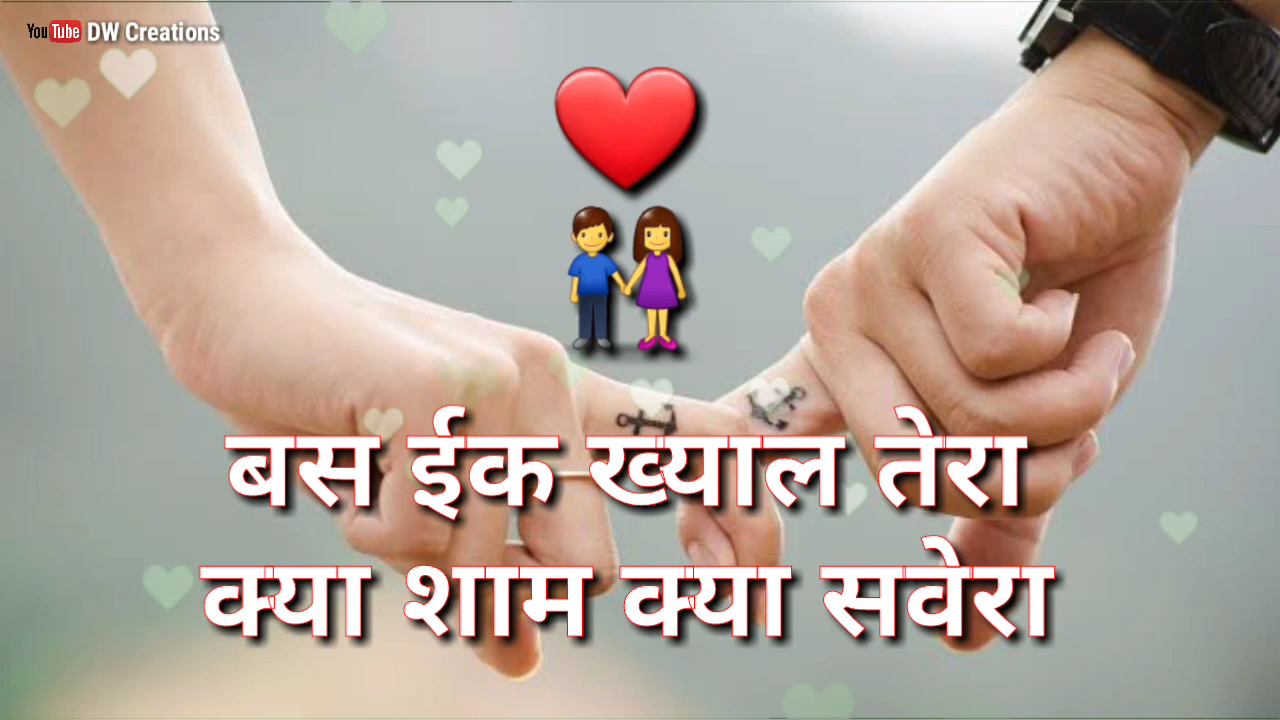 YouTube DW Creations
बस ईक ख्याल तेरा
क्या शाम क्या सवेरा